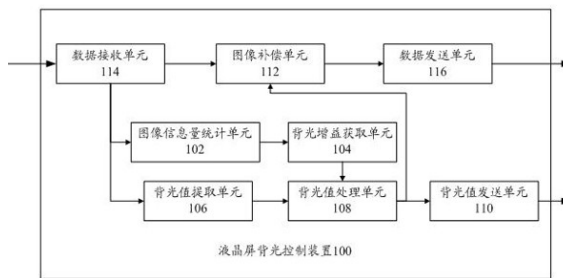 数据接收单元
114
图像补偿单元
112
数据发送单元
116
图像信息量统计单元
102
背光增益获取单元
104
背光值提取单元
106
背光值处理单元
108
背光值发送单元
110
液晶屏背光控制装置100